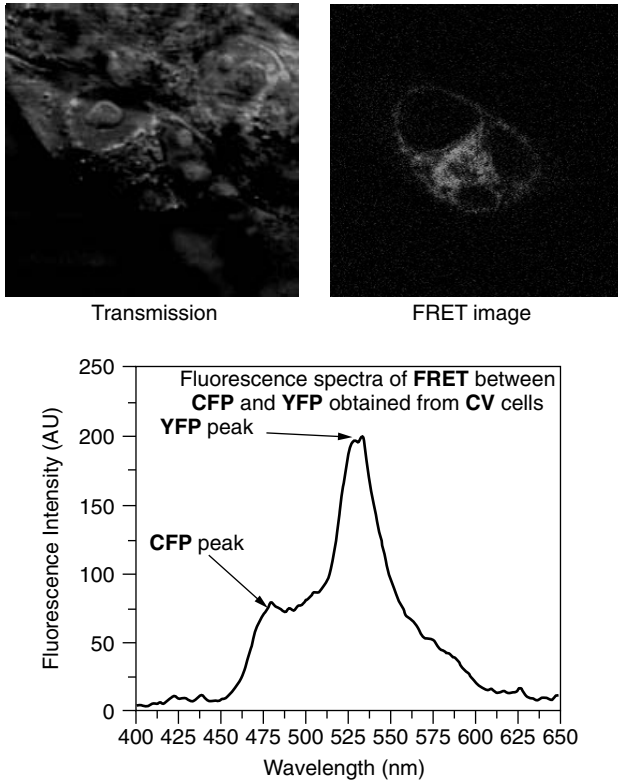 Transmission
FRET image
Fluorescence spectra of FRET between
CFP and YFP obtained from CV cells
YFP peak
CFP peak
Fluorescence Intensity (AU)
250
200
150
100
50
0
400 425 450 475 500 525 550 575 600 625 650
Wavelength (nm)